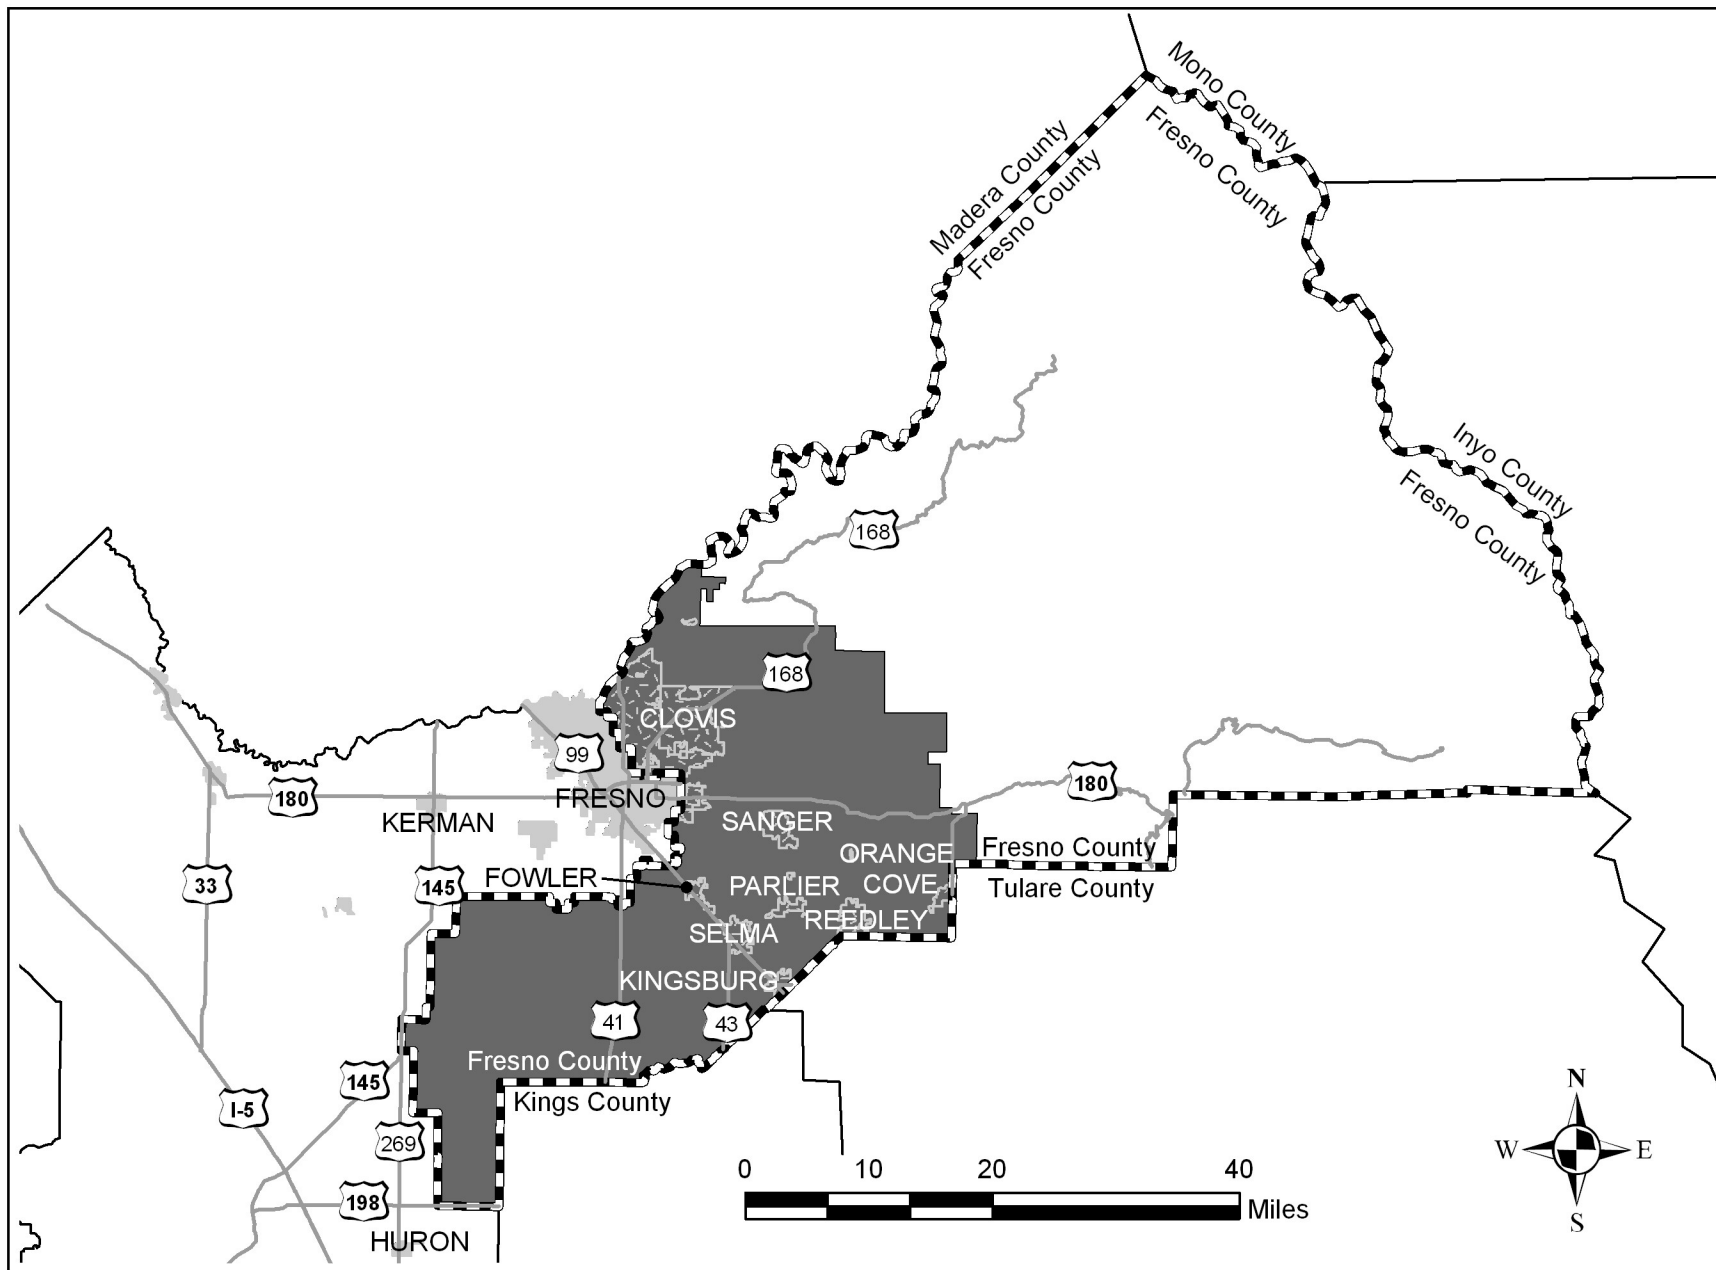 Mono County
Fresno County
Madera County
Fresno County
Inyo County
Fresno County
168
168
CLOVIS
99
180
FRESNO
180
KERMAN
SANGER
ORANGE
COVE
Fresno County
Tulare County
33
145
FOWLER
PARLIER
REEDLEY
SELMA
KINGSBURG
41
43
Fresno County
Kings County
145
I-5
269
198
HURON
N
W
E
S
0
10
20
40
Miles